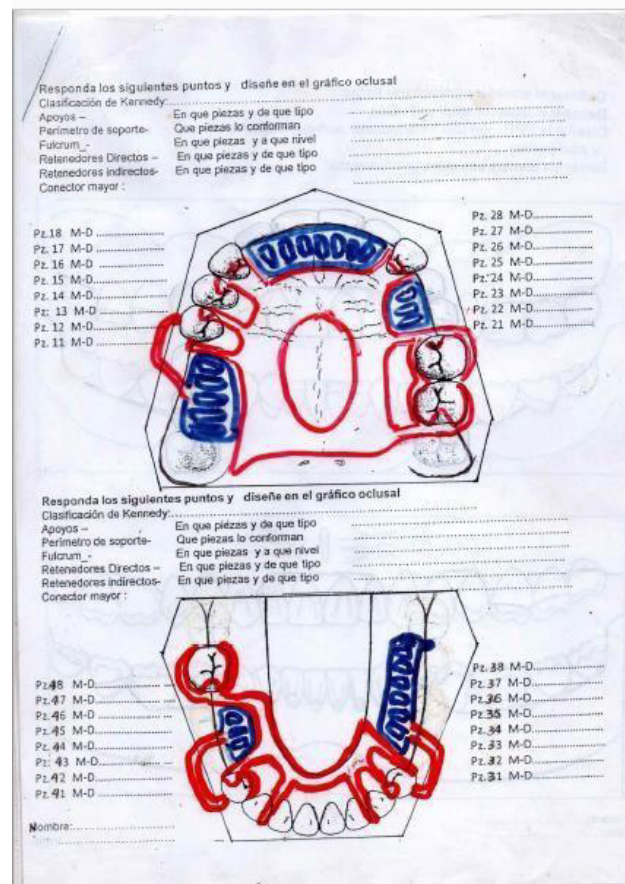 Responda los siguientes puntos y diseñe en el gráfico oclusal
Clasificación de Kennedy:
Apoyos – En que piezas y de que tipo
Perímetro de soporte- Que piezas lo conforman
Fulcrum_- En que piezas y a que nivel
Retenedores Directos – En que piezas y de que tipo
Retenedores indirectos- En que piezas y de que tipo
Conector mayor :
Pz.18 M-D
Pz. 17 M-D
Pz. 16 M-D
Pz. 15 M-D
Pz. 14 M-D
Pz: 13 M-D
Pz. 12 M-D
Pz. 11 M-D
Pz. 28 M-D
Pz. 27 M-D
Pz. 26 M-D
Pz. 25 M-D
Pz. 24 M-D
Pz. 23 M-D
Pz. 22 M-D
Pz. 21 M-D
Responda los siguientes puntos y diseñe en el gráfico oclusal
Clasificación de Kennedy:
Apoyos – En que piezas y de que tipo
Perímetro de soporte- Que piezas lo conforman
Fulcrum_- En que piezas y a que nivel
Retenedores Directos – En que piezas y de que tipo
Retenedores indirectos- En que piezas y de que tipo
Conector mayor :
Pz.48 M-D
Pz.47 M-D
Pz.46 M-D
Pz.45 M-D
Pz.44 M-D
Pz: 43 M-D
Pz.42 M-D
Pz.41 M-D
Pz.38 M-D
Pz.37 M-D
Pz.36 M-D
Pz.35 M-D
Pz.34 M-D
Pz.33 M-D
Pz.32 M-D
Pz.31 M-D
Nombre: